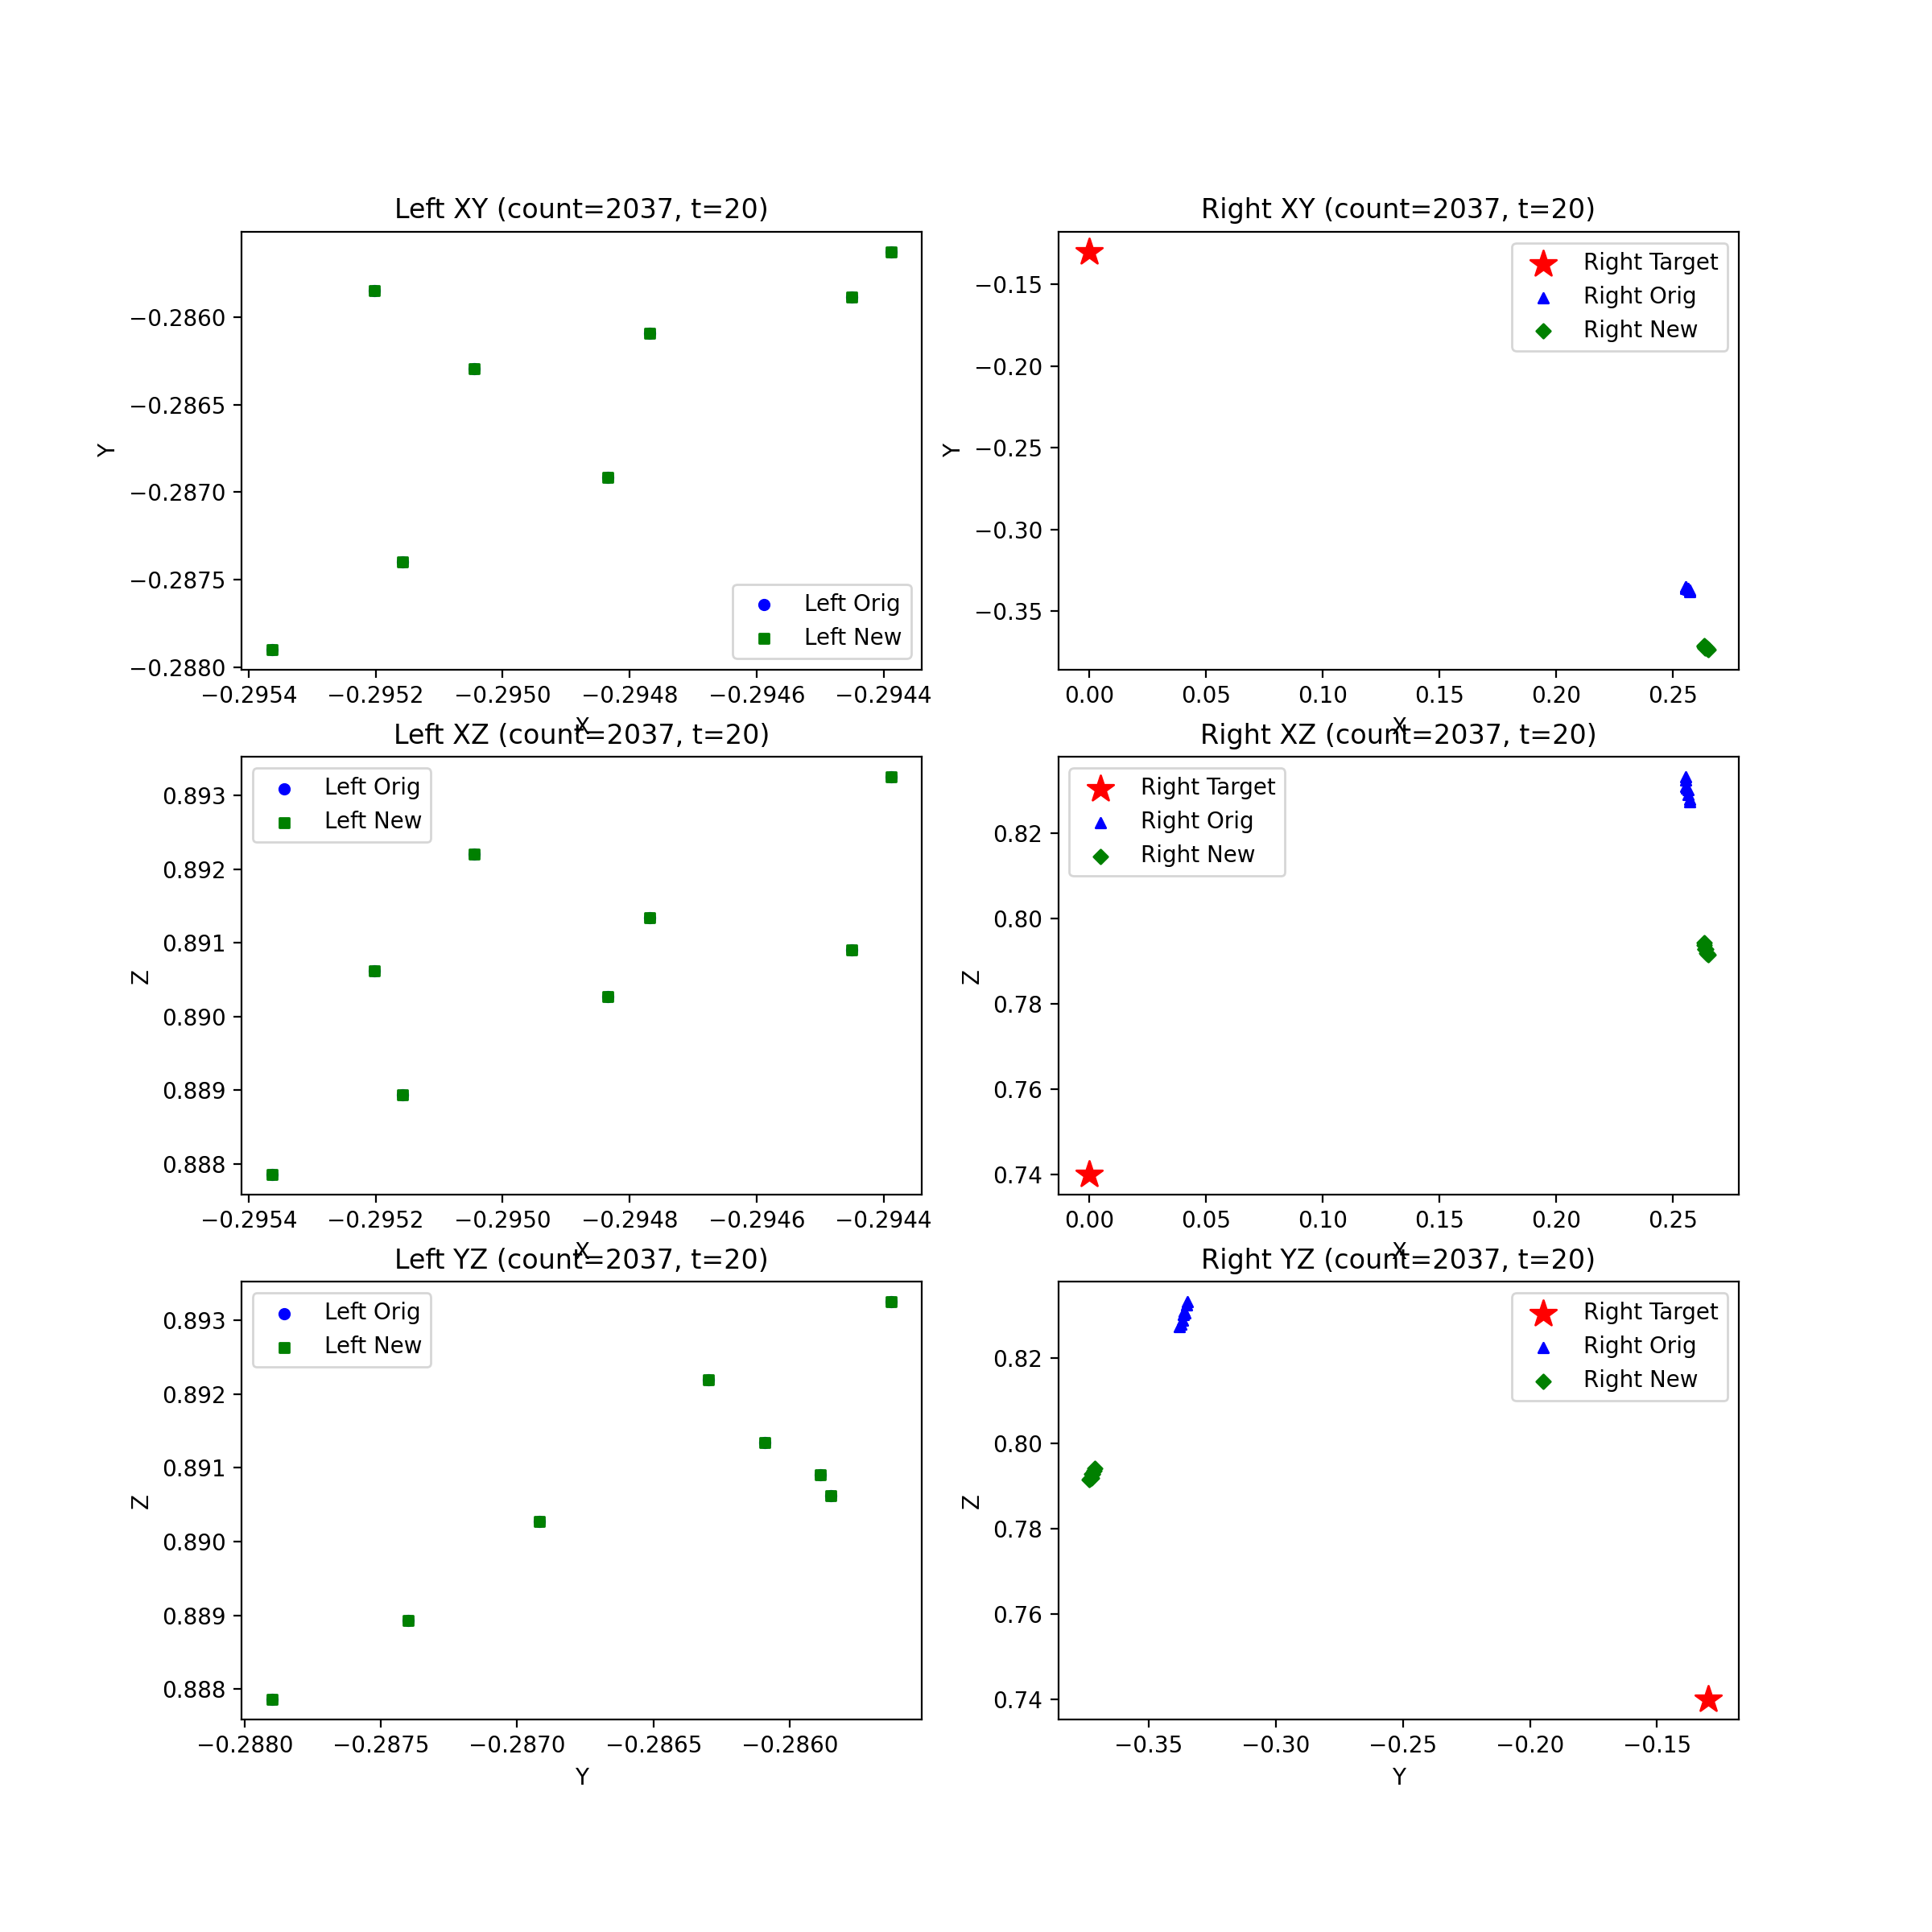 Left XY (count=2037, t=20)
Y
−0.2860
−0.2865
−0.2870
−0.2875
−0.2880
Left Orig
Left New
−0.2954 −0.2952 −0.2950 −0.2948 −0.2946 −0.2944
X
Right XY (count=2037, t=20)
Y
−0.15
−0.20
−0.25
−0.30
−0.35
Right Target
Right Orig
Right New
0.00 0.05 0.10 0.15 0.20 0.25
X
Left XZ (count=2037, t=20)
Z
0.893
0.892
0.891
0.890
0.889
0.888
Left Orig
Left New
−0.2954 −0.2952 −0.2950 −0.2948 −0.2946 −0.2944
X
Right XZ (count=2037, t=20)
Z
0.82
0.80
0.78
0.76
0.74
Right Target
Right Orig
Right New
0.00 0.05 0.10 0.15 0.20 0.25
X
Left YZ (count=2037, t=20)
Z
0.893
0.892
0.891
0.890
0.889
0.888
Left Orig
Left New
−0.2880 −0.2875 −0.2870 −0.2865 −0.2860
Y
Right YZ (count=2037, t=20)
Z
0.82
0.80
0.78
0.76
0.74
Right Target
Right Orig
Right New
−0.35 −0.30 −0.25 −0.20 −0.15
Y